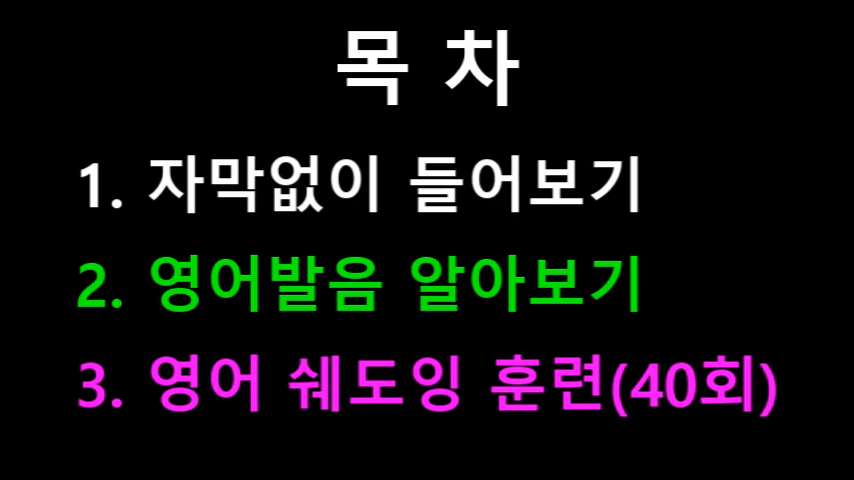 목 차
1. 자막없이 들어보기
2. 영어발음 알아보기
3. 영어 쉐도잉 훈련(40회)